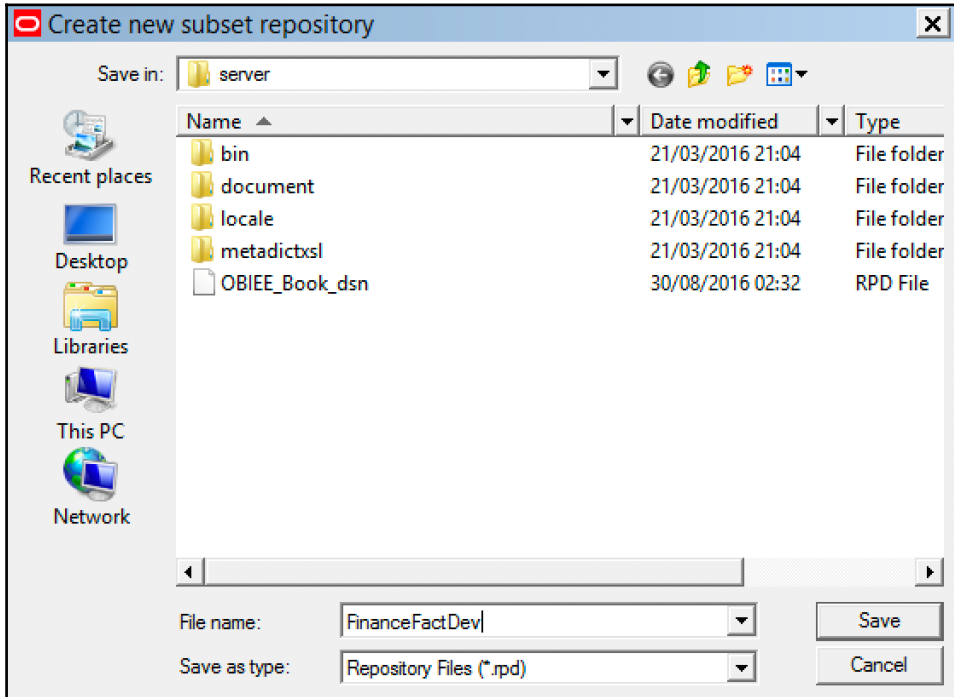 Create new subset repository
Save in: server
Name Date modified Type
bin 21/03/2016 21:04 File folder
document 21/03/2016 21:04 File folder
locale 21/03/2016 21:04 File folder
metadictxsl 21/03/2016 21:04 File folder
OBIEE_Book_dsn 30/08/2016 02:32 RPD File
Recent places
Desktop
Libraries
This PC
Network
File name: FinanceFactDev Save
Save as type: Repository Files (*.rpd) Cancel